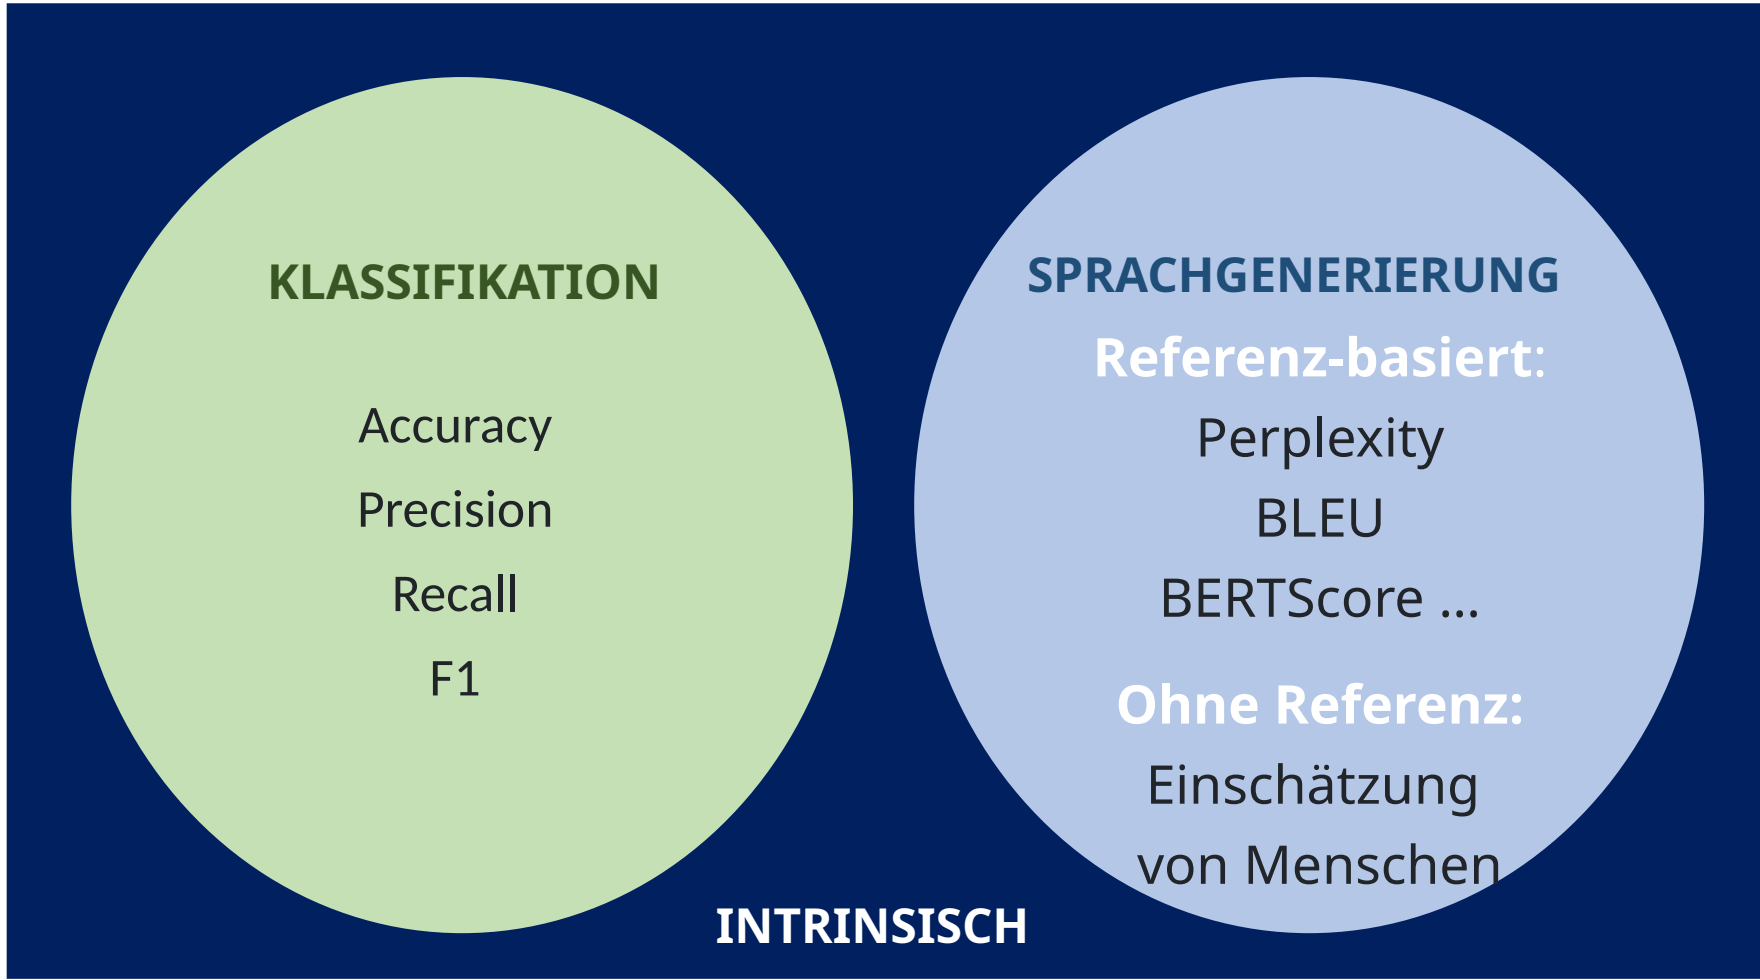 KLASSIFIKATION
Accuracy
Precision
Recall
F1
SPRACHGENERIERUNG
Referenz-basiert:
Perplexity
BLEU
BERTScore ...
Ohne Referenz:
Einschätzung
von Menschen
INTRINSISCH